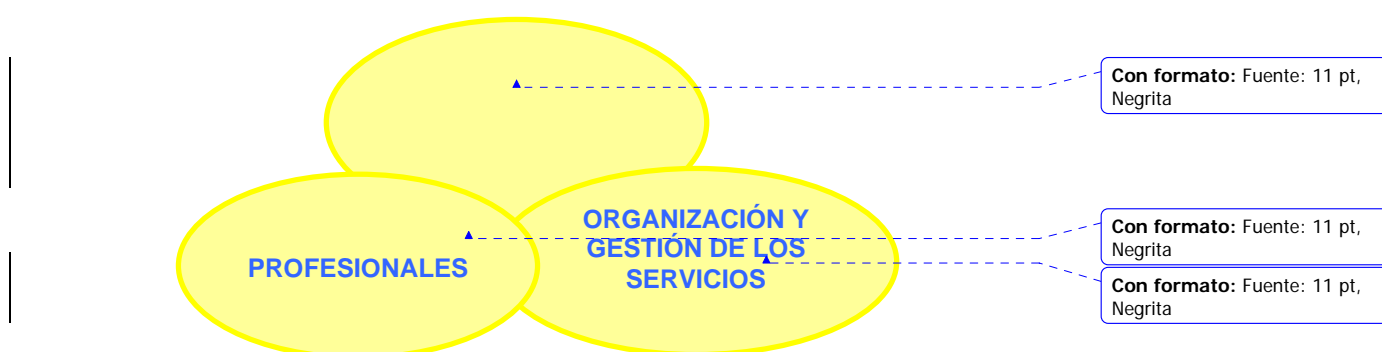 Con formato: Fuente: 11 pt,
Negrita
PROFESIONALES
ORGANIZACIÓN Y
GESTIÓN DE LOS
SERVICIOS
Con formato: Fuente: 11 pt,
Negrita
Con formato: Fuente: 11 pt,
Negrita